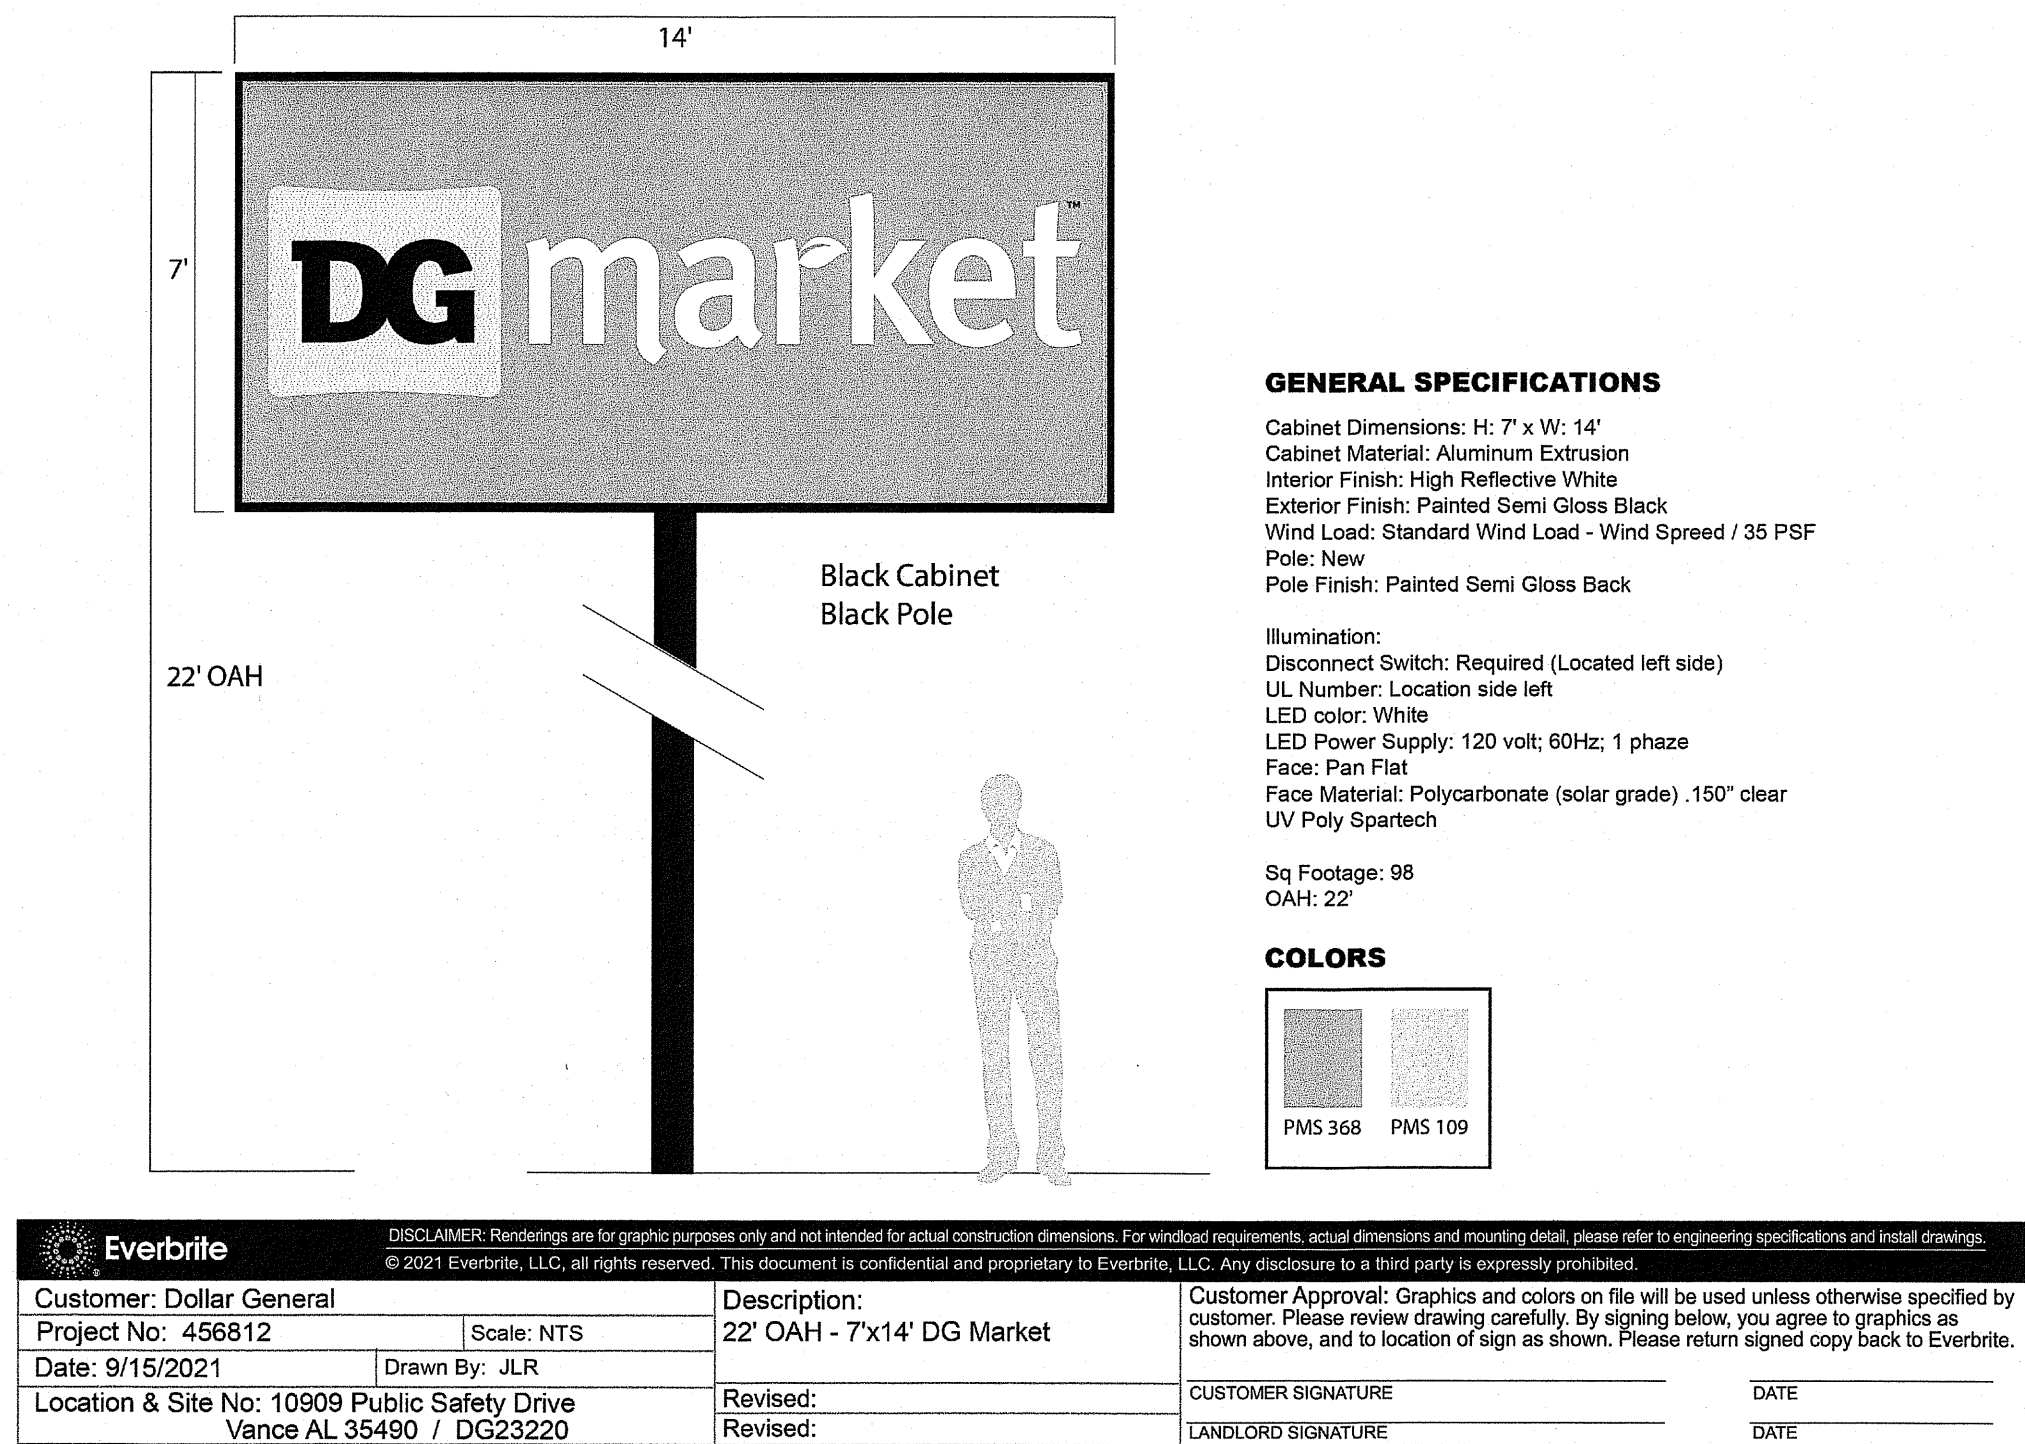 14'
7'
DG market™
Black Cabinet
Black Pole
22' OAH
GENERAL SPECIFICATIONS
Cabinet Dimensions: H: 7' x W: 14'
Cabinet Material: Aluminum Extrusion
Interior Finish: High Reflective White
Exterior Finish: Painted Semi Gloss Black
Wind Load: Standard Wind Load - Wind Spreed / 35 PSF
Pole: New
Pole Finish: Painted Semi Gloss Back
Illumination:
Disconnect Switch: Required (Located left side)
UL Number: Location side left
LED color: White
LED Power Supply: 120 volt; 60Hz; 1 phaze
Face: Pan Flat
Face Material: Polycarbonate (solar grade) .150" clear
UV Poly Spartech
Sq Footage: 98
OAH: 22'
COLORS
PMS 368 PMS 109
Everbrite®
DISCLAIMER: Renderings are for graphic purposes only and not intended for actual construction dimensions. For windload requirements, actual dimensions and mounting detail, please refer to engineering specifications and install drawings.
© 2021 Everbrite, LLC, all rights reserved. This document is confidential and proprietary to Everbrite, LLC. Any disclosure to a third party is expressly prohibited.
Customer: Dollar General
Project No: 456812
Scale: NTS
Date: 9/15/2021
Drawn By: JLR
Location & Site No: 10909 Public Safety Drive
Vance AL 35490 / DG23220
Description:
22' OAH - 7'x14' DG Market
Revised:
Revised:
Customer Approval: Graphics and colors on file will be used unless otherwise specified by
customer. Please review drawing carefully. By signing below, you agree to graphics as
shown above, and to location of sign as shown. Please return signed copy back to Everbrite.
CUSTOMER SIGNATURE DATE
LANDLORD SIGNATURE DATE